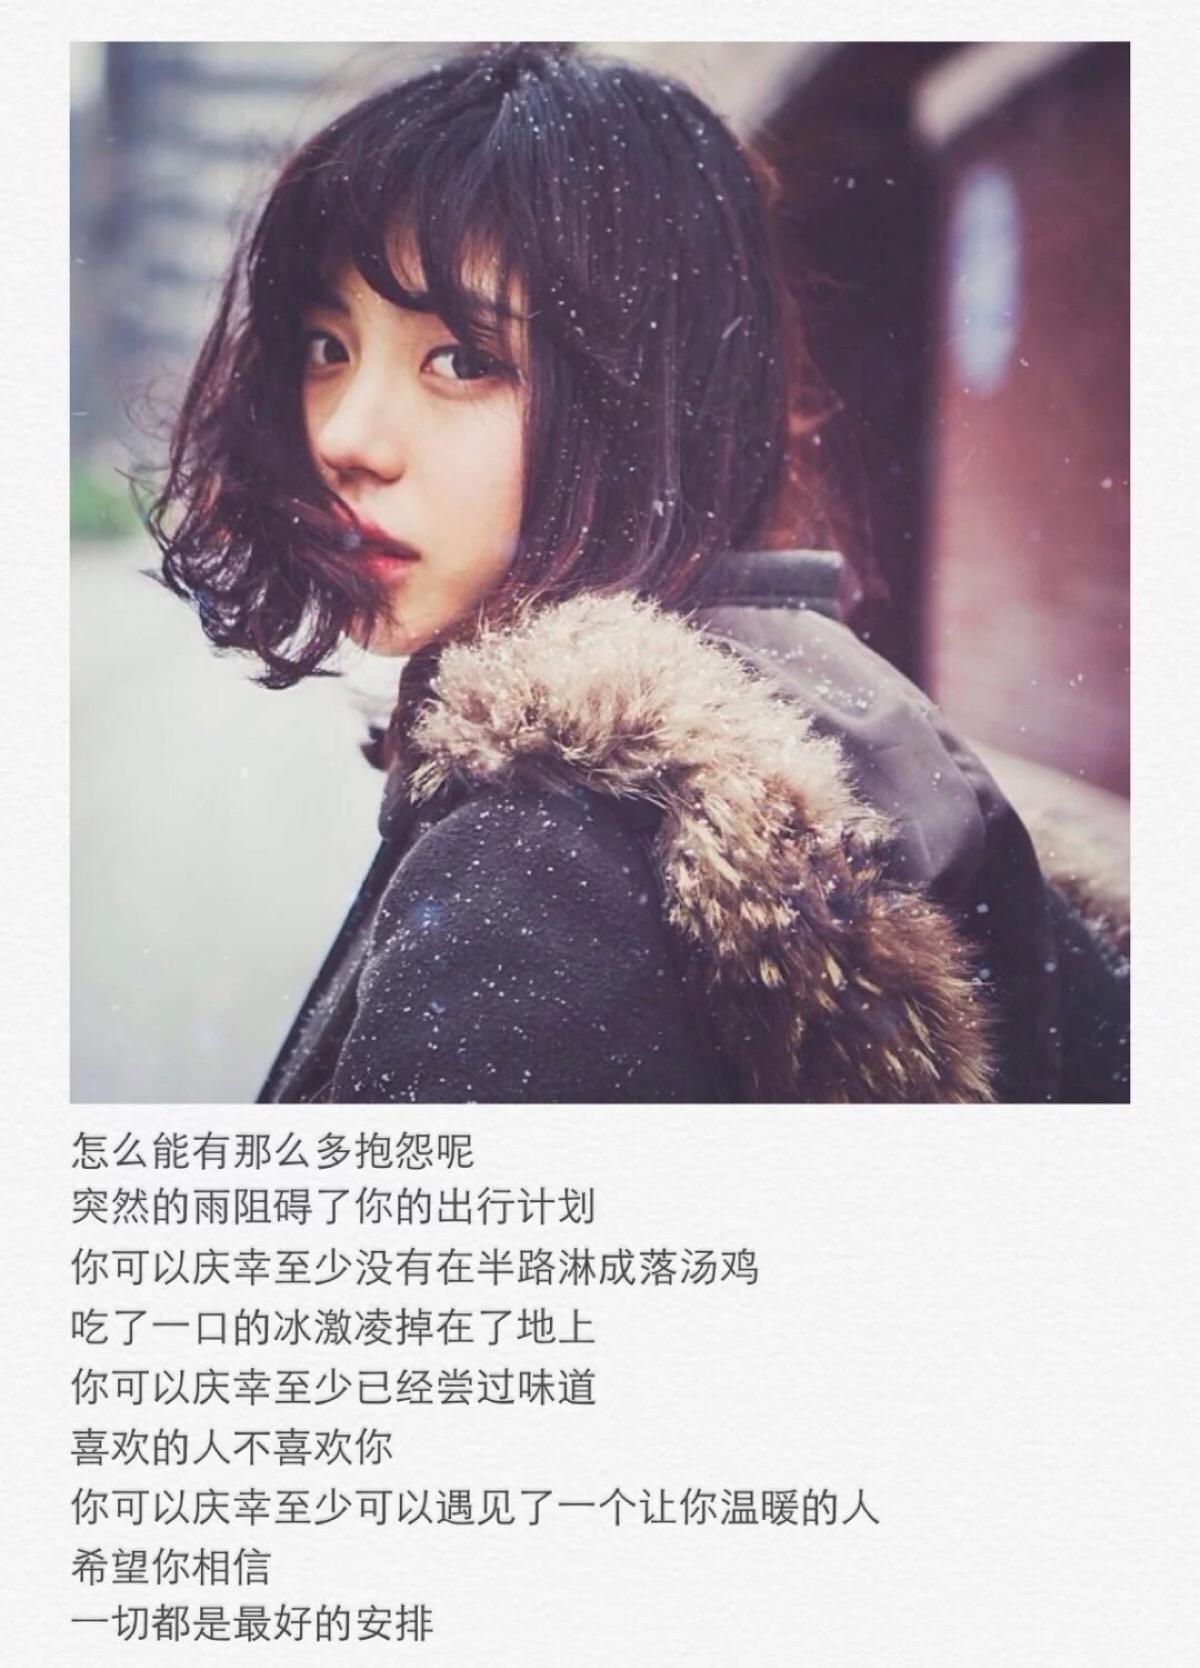 怎么能有那么多抱怨呢
突然的雨阻碍了你的出行计划
你可以庆幸至少没有在半路淋成落汤鸡
吃了一口的冰激凌掉在了地上
你可以庆幸至少已经尝过味道
喜欢的人不喜欢你
你可以庆幸至少可以遇见了一个让你温暖的人
希望你相信
一切都是最好的安排